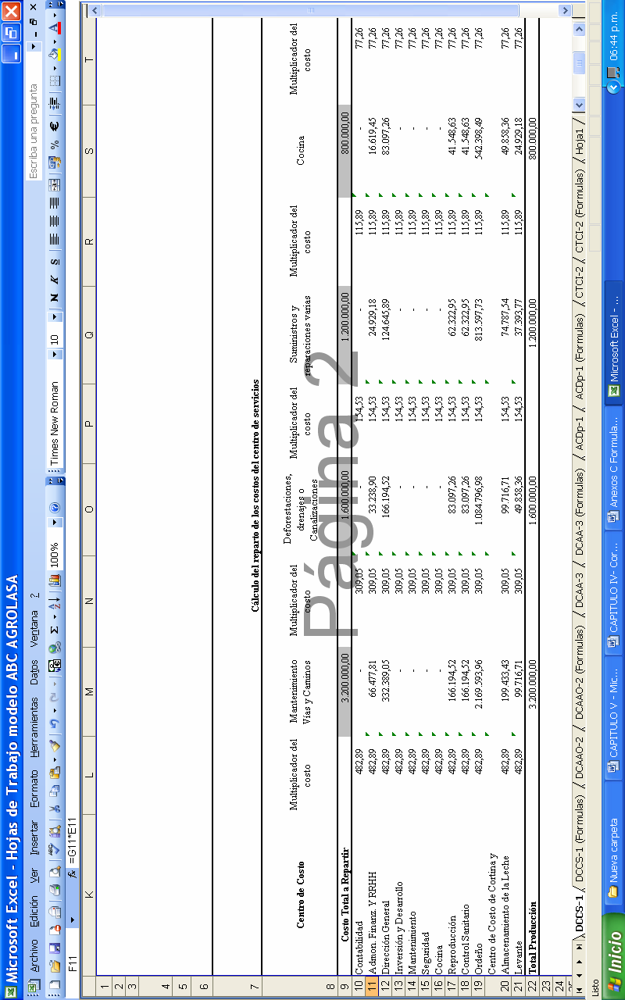 Microsoft Excel - Hojas de Trabajo modelo ABC AGROLASA
Archivo Edición Ver Insertar Formato Herramientas Datos Ventana ? Escriba una pregunta
100% Times New Roman 10 N K S % €
F11 fx =G11*E11
K L M N O P Q R S T
1
2
3
4
5
6
7 Cálculo del reparto de los costos del centro de servicios
8 Centro de Costo Multiplicador del costo Mantenimiento Vías y Caminos Multiplicador del costo Deforestaciones, drenajes o Canalizaciones Multiplicador del costo Suministros y reparaciones varias Multiplicador del costo Cocina Multiplicador del costo
9 Costo Total a Repartir 3.200.000,00 1.600.000,00 1.200.000,00 800.000,00
10 Contabilidad 482,89 - 309,05 - 154,53 - 115,89 - 77,26
11 Admon. Finanz. Y RRHH 482,89 66.477,81 309,05 33.238,90 154,53 24.929,18 115,89 16.619,45 77,26
12 Dirección General 482,89 332.389,05 309,05 166.194,52 154,53 124.645,89 115,89 83.097,26 77,26
13 Inversión y Desarrollo 482,89 - 309,05 - 154,53 - 115,89 - 77,26
14 Mantenimiento 482,89 - 309,05 - 154,53 - 115,89 - 77,26
15 Seguridad 482,89 - 309,05 - 154,53 - 115,89 - 77,26
16 Cocina 482,89 - 309,05 - 154,53 - 115,89 - 77,26
17 Reproducción 482,89 166.194,52 309,05 83.097,26 154,53 62.322,95 115,89 41.548,63 77,26
18 Control Sanitario 482,89 166.194,52 309,05 83.097,26 154,53 62.322,95 115,89 41.548,63 77,26
19 Ordeño 482,89 2.169.593,96 309,05 1.084.796,98 154,53 813.597,73 115,89 542.398,49 77,26
Centro de Costo de Cortina y
20 Almacenamiento de la Leche 482,89 199.433,43 309,05 99.716,71 154,53 74.787,54 115,89 49.858,36 77,26
21 Levante 482,89 99.716,71 309,05 49.858,36 154,53 37.393,77 115,89 24.929,18 77,26
22 Total Producción 3.200.000,00 1.600.000,00 1.200.000,00 800.000,00
23
24
Página 2
DCCS-1 / DCCS-1 (Formulas) / DCAAO-2 / DCAAO-2 (Formulas) / DCAA-3 / DCAA-3 (Formulas) / ACDp-1 / ACDp-1 (Formulas) / CTCI-2 / CTCI-2 (Formulas) / Hoja1 /
Listo
Inicio Nueva carpeta CAPITULO V - Mic... CAPITULO IV- Cor... Anexos C Formula... Microsoft Excel - ... 06:44 p.m.